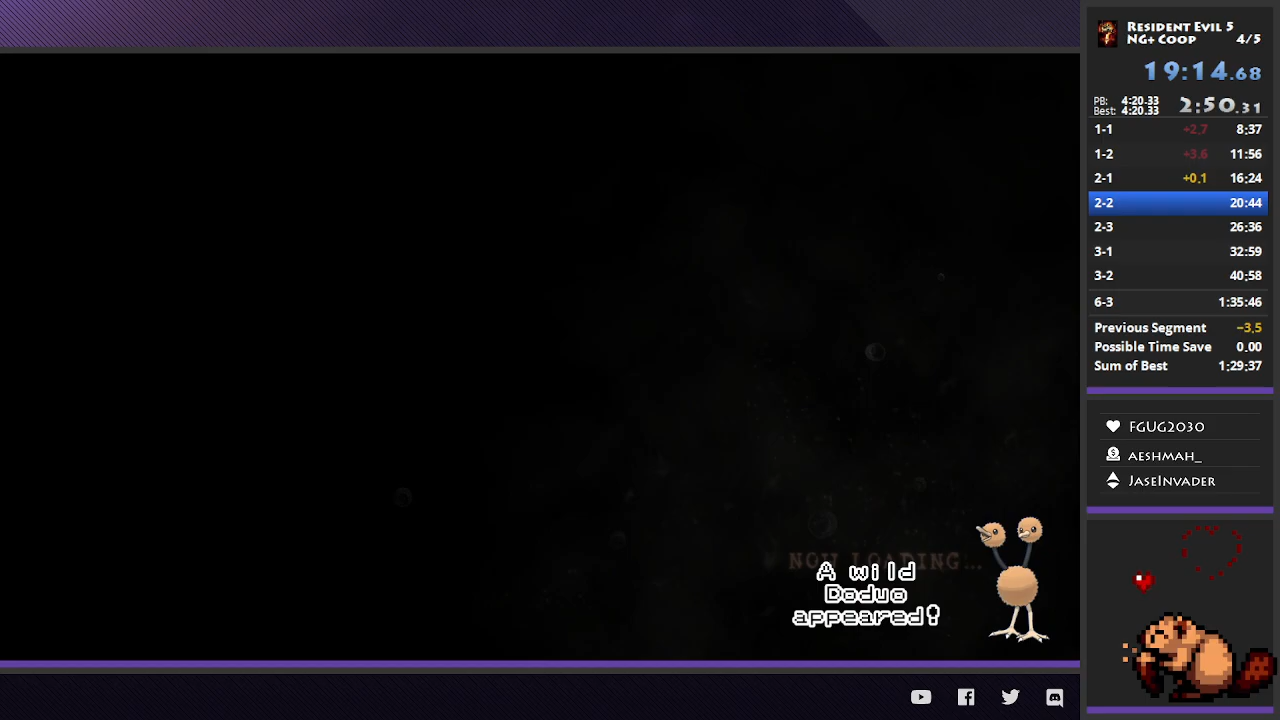 RESIDENT EVIL 5
NG+ COOP 4/5
19:14.68
PB: 4:20.33
Best: 4:20.33
2:50.31
1-1 +2.7 8:37
1-2 +3.6 11:56
2-1 +0.1 16:24
2-2 20:44
2-3 26:36
3-1 32:59
3-2 40:58
6-3 1:35:46
Previous Segment −3.5
Possible Time Save 0.00
Sum of Best 1:29:37
FGUG2030
AESHMAH_
JASEINVADER
NOW LOADING...
A wild
Doduo
appeared!